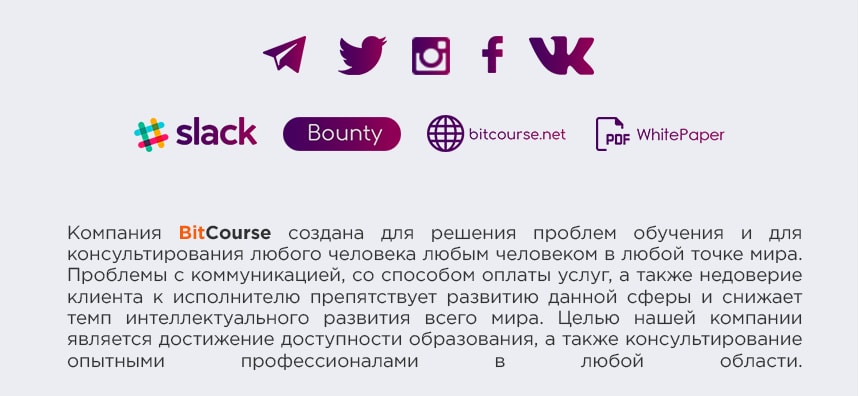 slack
Bounty
bitcourse.net
PDF WhitePaper
Компания BitCourse создана для решения проблем обучения и для
консультирования любого человека любым человеком в любой точке мира.
Проблемы с коммуникацией, со способом оплаты услуг, а также недоверие
клиента к исполнителю препятствует развитию данной сферы и снижает
темп интеллектуального развития всего мира. Целью нашей компании
является достижение доступности образования, а также консультирование
опытными профессионалами в любой области.